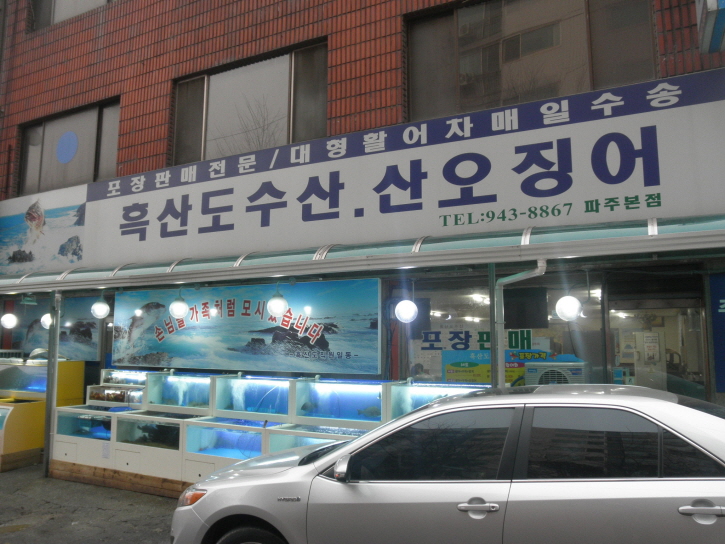 포장판매전문/대형활어차매일수송
흑산도수산.산오징어
TEL:943-8867 파주본점
손님을 가족처럼 모시겠습니다
포장판매